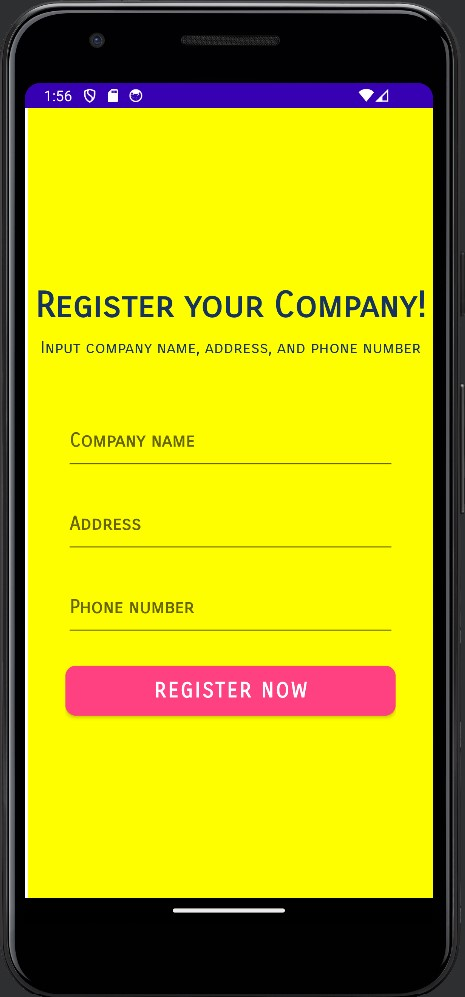 1:56
Register your Company!
Input company name, address, and phone number
Company name
Address
Phone number
REGISTER NOW